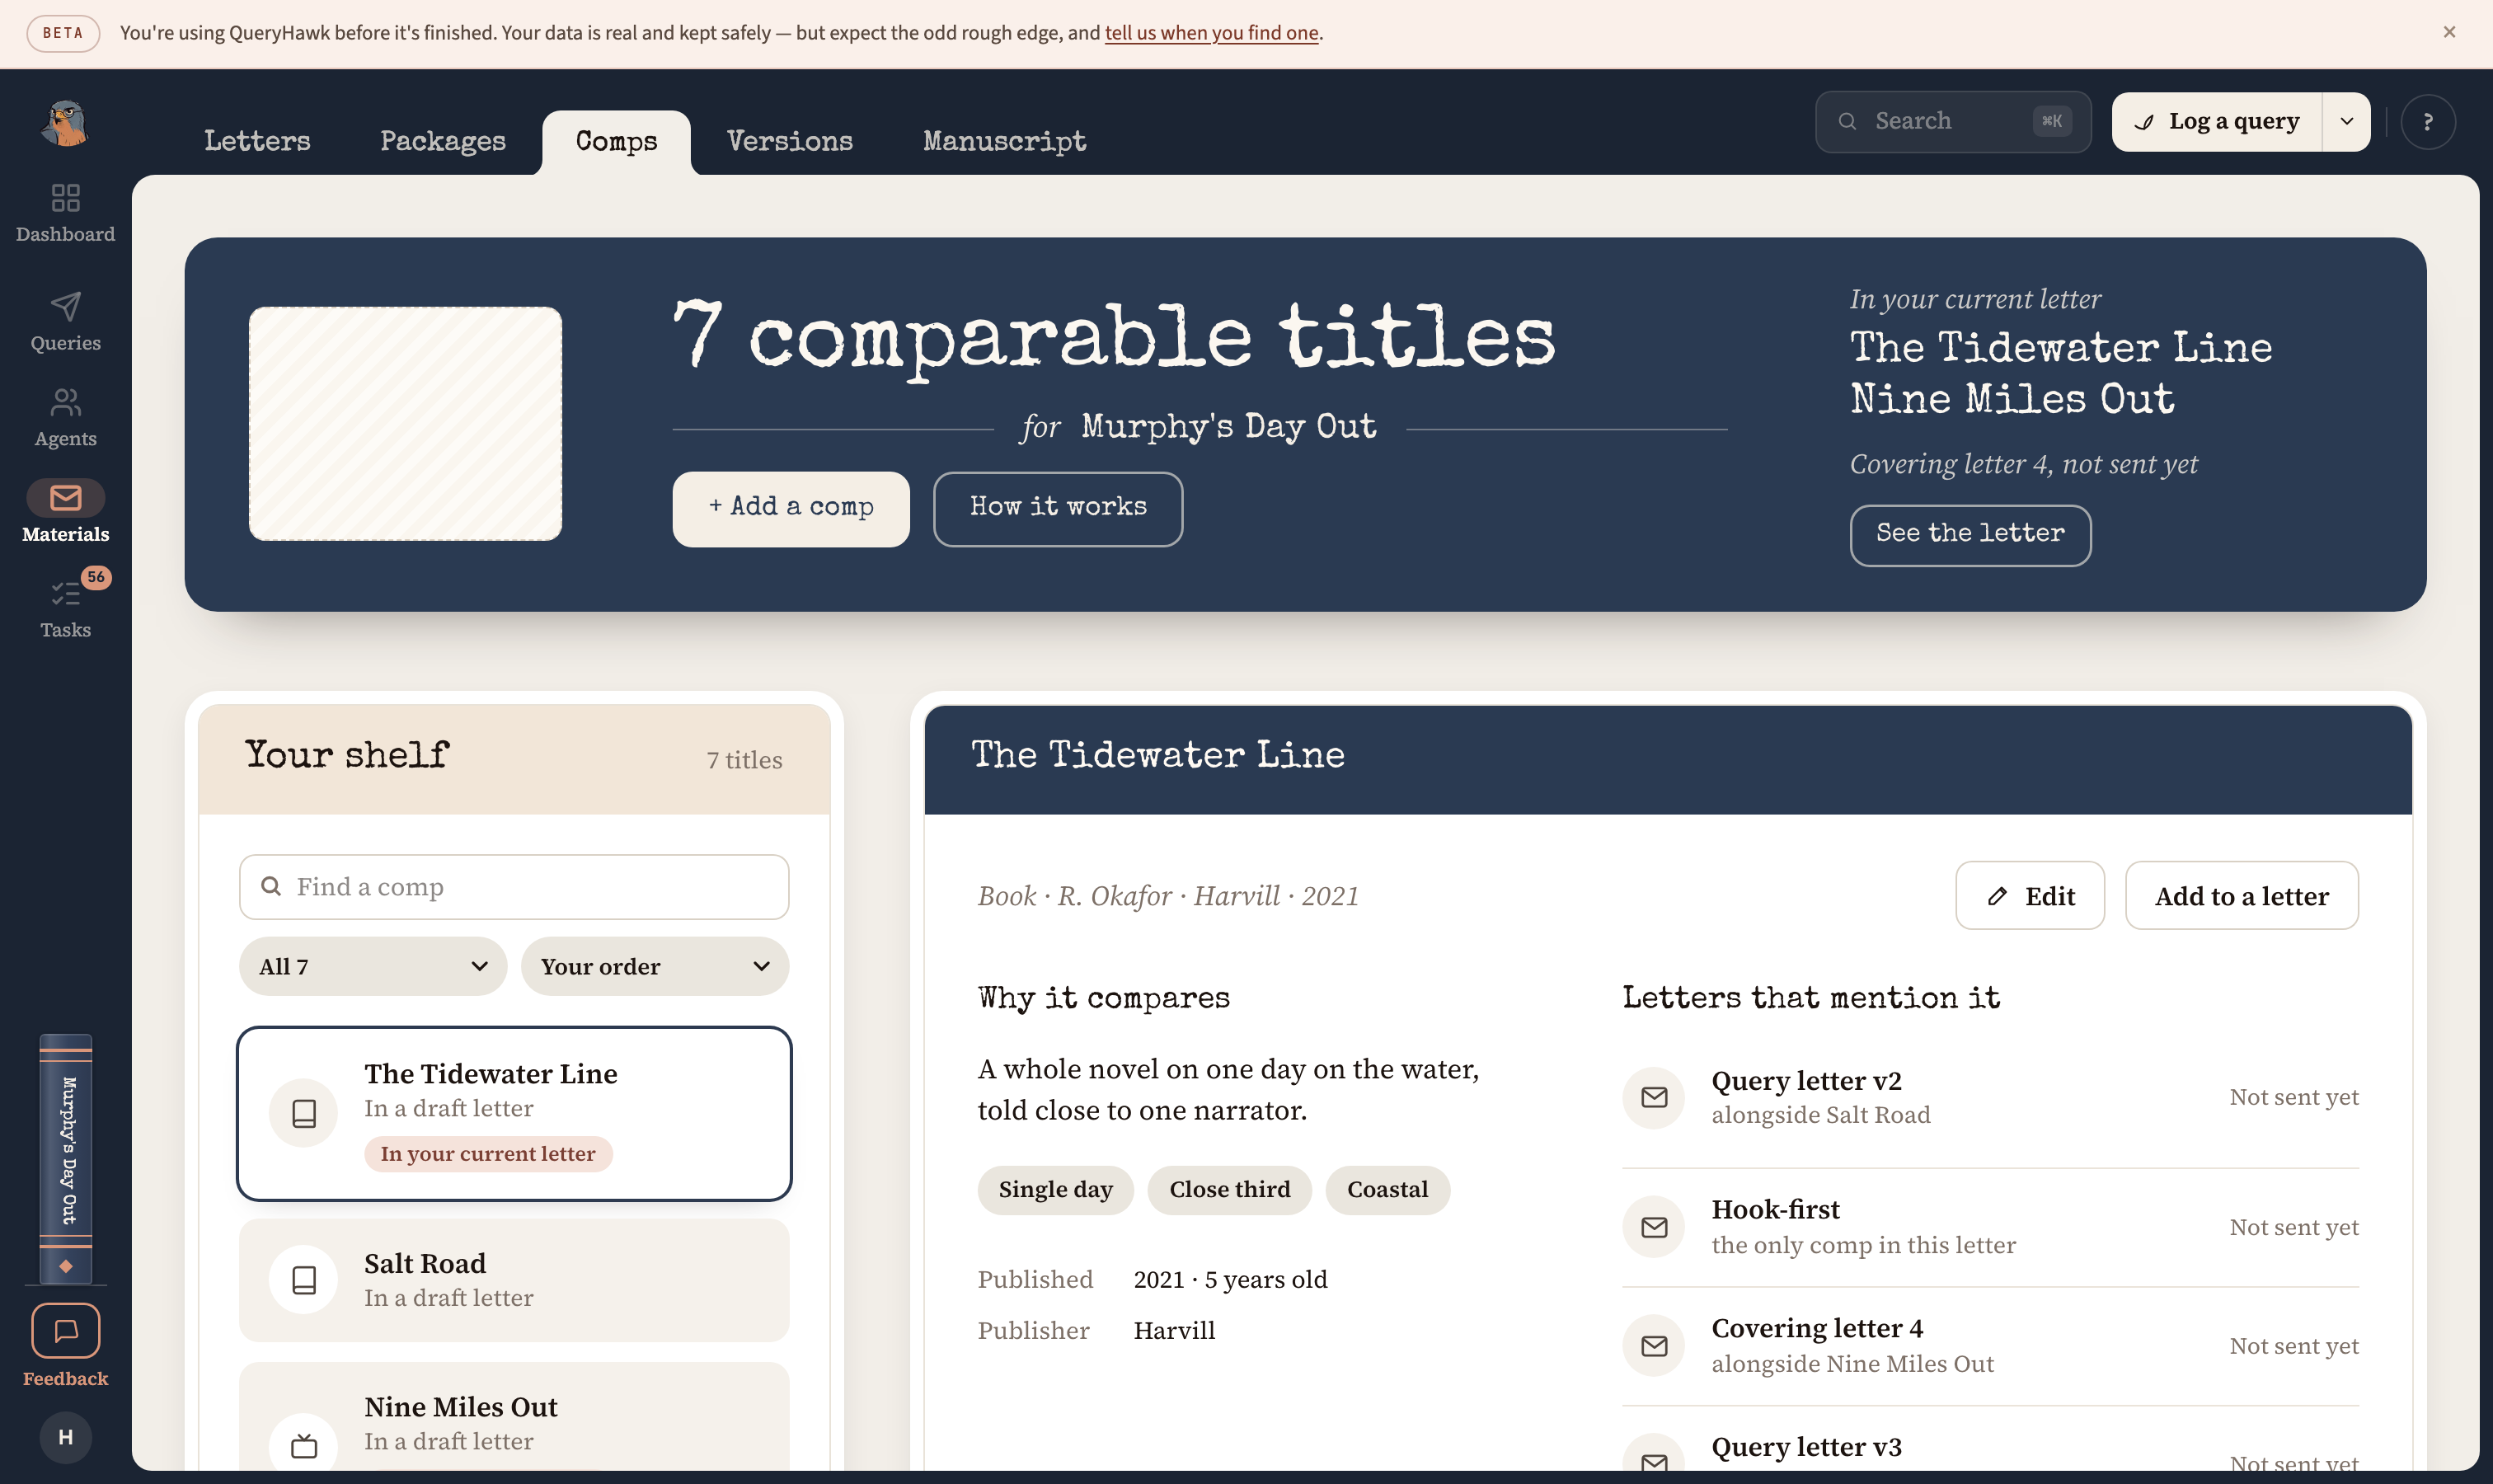 BETA
You're using QueryHawk before it's finished. Your data is real and kept safely — but expect the odd rough edge, and tell us when you find one.
×
Letters
Packages
Comps
Versions
Manuscript
Search
⌘K
Log a query
?
Dashboard
Queries
Agents
Materials
56
Tasks
Murphy's Day Out
Feedback
H
7 comparable titles
for Murphy's Day Out
+ Add a comp
How it works
In your current letter
The Tidewater Line
Nine Miles Out
Covering letter 4, not sent yet
See the letter
Your shelf
7 titles
Find a comp
All 7
Your order
The Tidewater Line
In a draft letter
In your current letter
Salt Road
In a draft letter
Nine Miles Out
In a draft letter
The Tidewater Line
Book · R. Okafor · Harvill · 2021
Edit
Add to a letter
Why it compares
A whole novel on one day on the water,
told close to one narrator.
Single day
Close third
Coastal
Published 2021 · 5 years old
Publisher Harvill
Letters that mention it
Query letter v2
alongside Salt Road
Not sent yet
Hook-first
the only comp in this letter
Not sent yet
Covering letter 4
alongside Nine Miles Out
Not sent yet
Query letter v3
Not sent yet